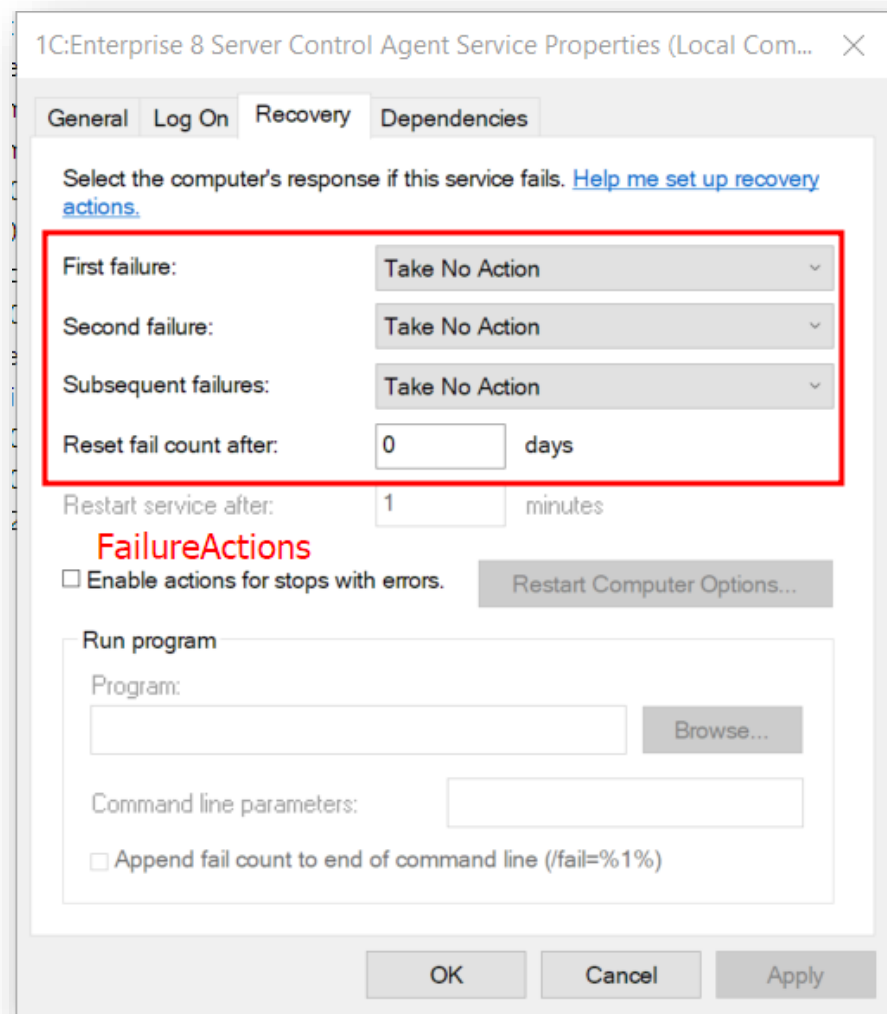 1C:Enterprise 8 Server Control Agent Service Properties (Local Com...
General Log On Recovery Dependencies
Select the computer's response if this service fails. Help me set up recovery
actions.
First failure: Take No Action
Second failure: Take No Action
Subsequent failures: Take No Action
Reset fail count after: 0 days
Restart service after: 1 minutes
FailureActions
Enable actions for stops with errors. Restart Computer Options...
Run program
Program:
Browse...
Command line parameters:
Append fail count to end of command line (/fail=%1%)
OK Cancel Apply